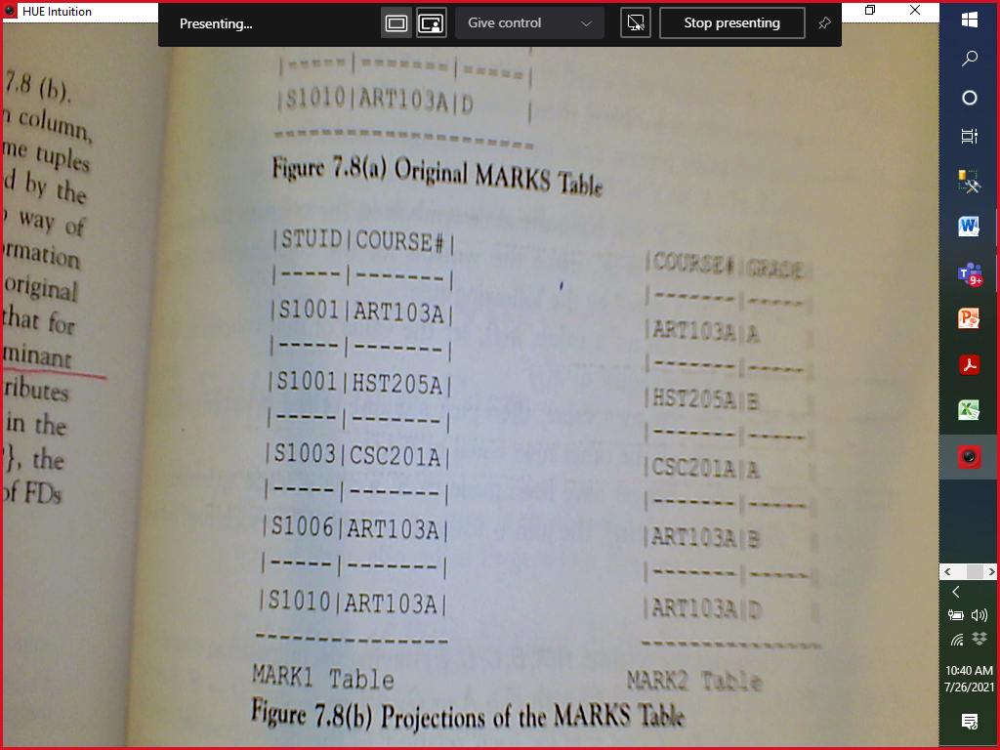 HUE Intuition
Presenting...
Give control
Stop presenting
7.8 (b).
n column,
me tuples
d by the
way of
rmation
original
that for
minant
ributes
in the
}, the
of FDs
|-----|-------|-----|
|S1010|ART103A|D |
--------------------
Figure 7.8(a) Original MARKS Table
|STUID|COURSE#|
|-----|-------|
|S1001|ART103A|
|-----|-------|
|S1001|HST205A|
|-----|-------|
|S1003|CSC201A|
|-----|-------|
|S1006|ART103A|
|-----|-------|
|S1010|ART103A|
---------------
MARK1 Table
|COURSE#|GRADE|
|-------|-----|
|ART103A|A |
|-------|-----|
|HST205A|B |
|-------|-----|
|CSC201A|A |
|-------|-----|
|ART103A|B |
|-------|-----|
|ART103A|D |
---------------
MARK2 Table
Figure 7.8(b) Projections of the MARKS Table
9+
10:40 AM
7/26/2021